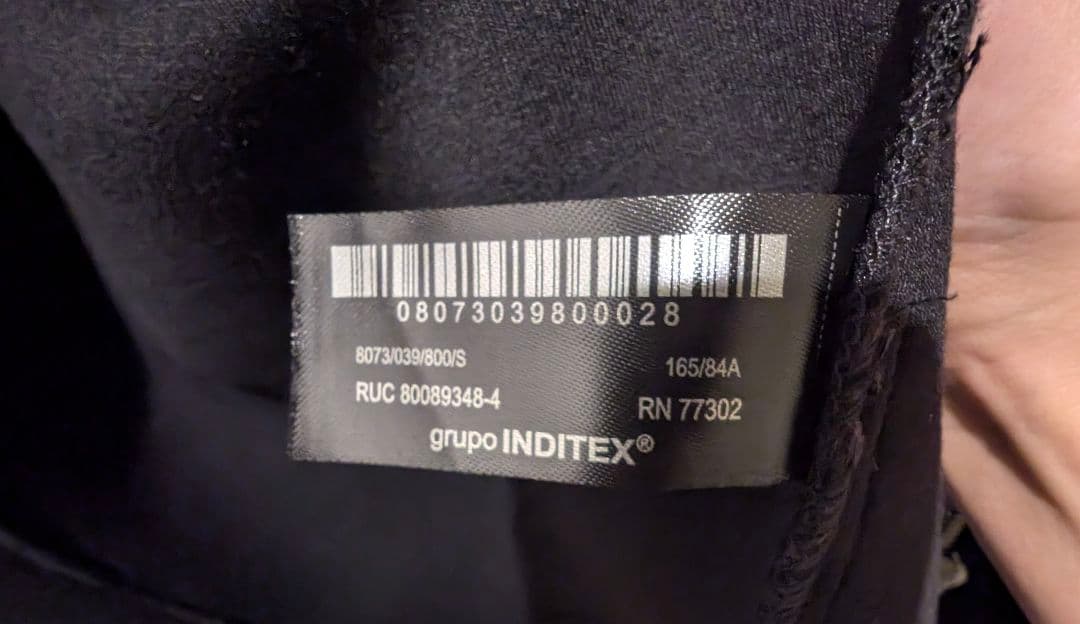 08073039800028
8073/039/800/S 165/84A
RUC 80089348-4 RN 77302
grupo INDITEX®